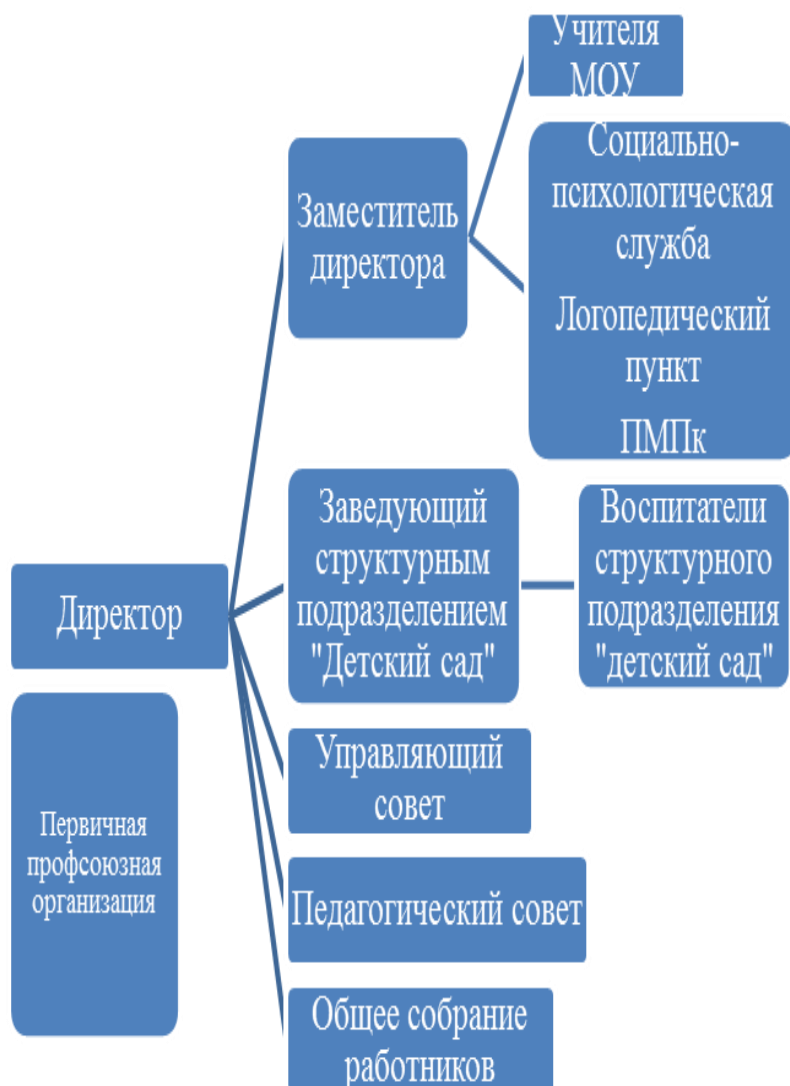 Учителя
МОУ
Социально-
психологическая
служба
Логопедический
пункт
ПМПк
Заместитель
директора
Заведующий
структурным
подразделением
"Детский сад"
Воспитатели
структурного
подразделения
"детский сад"
Директор
Управляющий
совет
Первичная
профсоюзная
организация
Педагогический совет
Общее собрание
работников